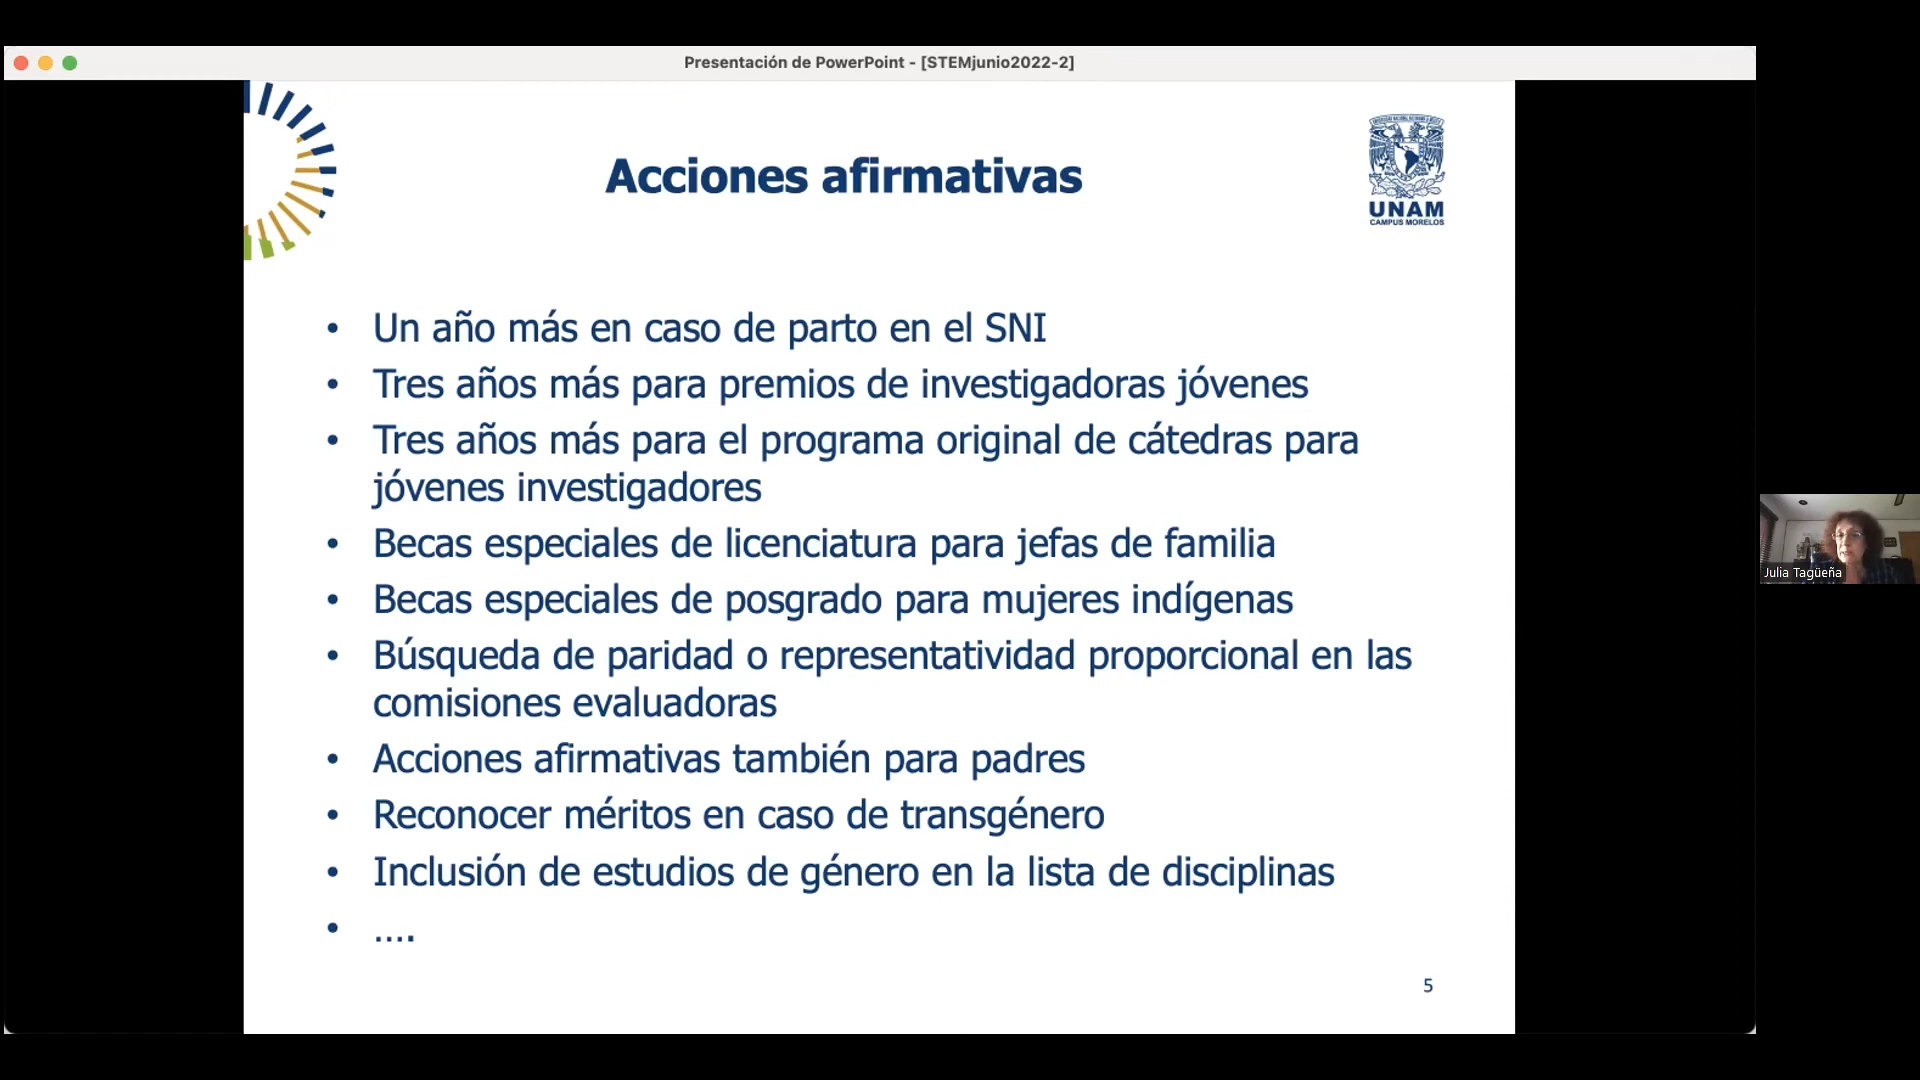 Presentación de PowerPoint - [STEMjunio2022-2]
Acciones afirmativas
UNAM
CAMPUS MORELOS
• Un año más en caso de parto en el SNI
• Tres años más para premios de investigadoras jóvenes
• Tres años más para el programa original de cátedras para
jóvenes investigadores
• Becas especiales de licenciatura para jefas de familia
• Becas especiales de posgrado para mujeres indígenas
• Búsqueda de paridad o representatividad proporcional en las
comisiones evaluadoras
• Acciones afirmativas también para padres
• Reconocer méritos en caso de transgénero
• Inclusión de estudios de género en la lista de disciplinas
• ....
5
Julia Tagüeña